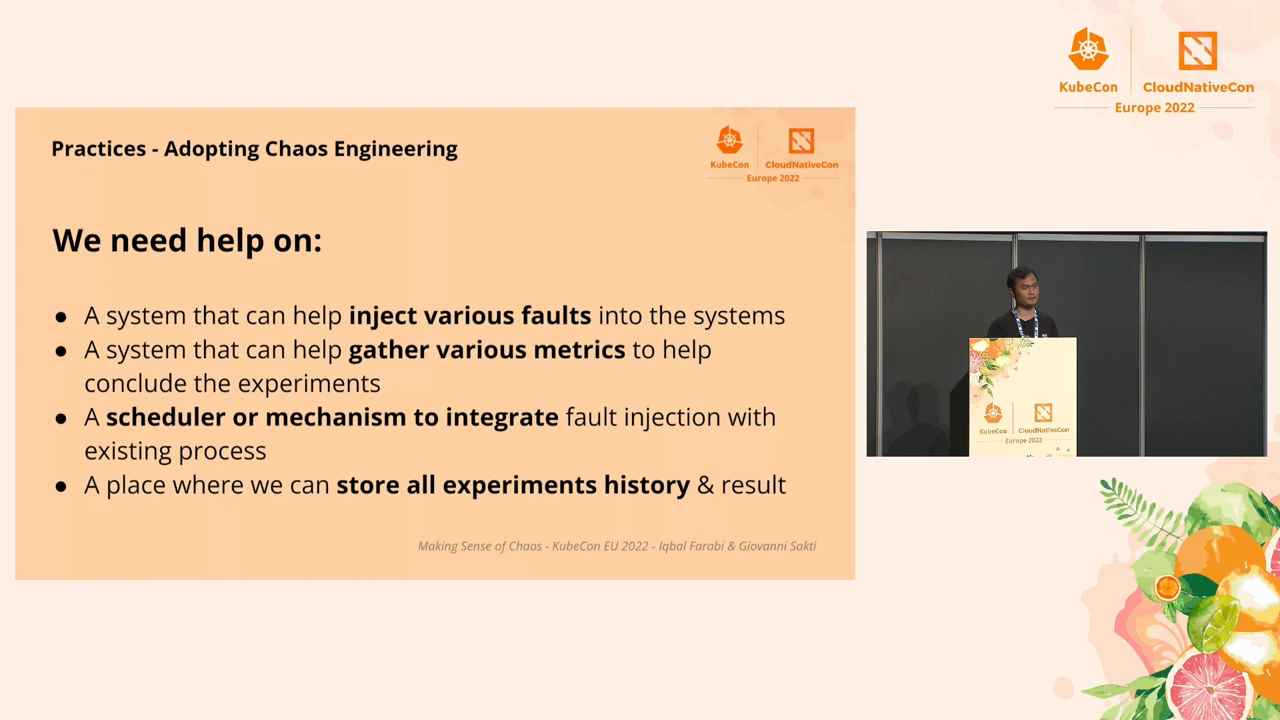 KubeCon
CloudNativeCon
Europe 2022
Practices - Adopting Chaos Engineering
KubeCon
CloudNativeCon
Europe 2022
We need help on:
● A system that can help inject various faults into the systems
● A system that can help gather various metrics to help
conclude the experiments
● A scheduler or mechanism to integrate fault injection with
existing process
● A place where we can store all experiments history & result
Making Sense of Chaos - KubeCon EU 2022 - Iqbal Farabi & Giovanni Sakti
KubeCon
CloudNativeCon
Europe 2022